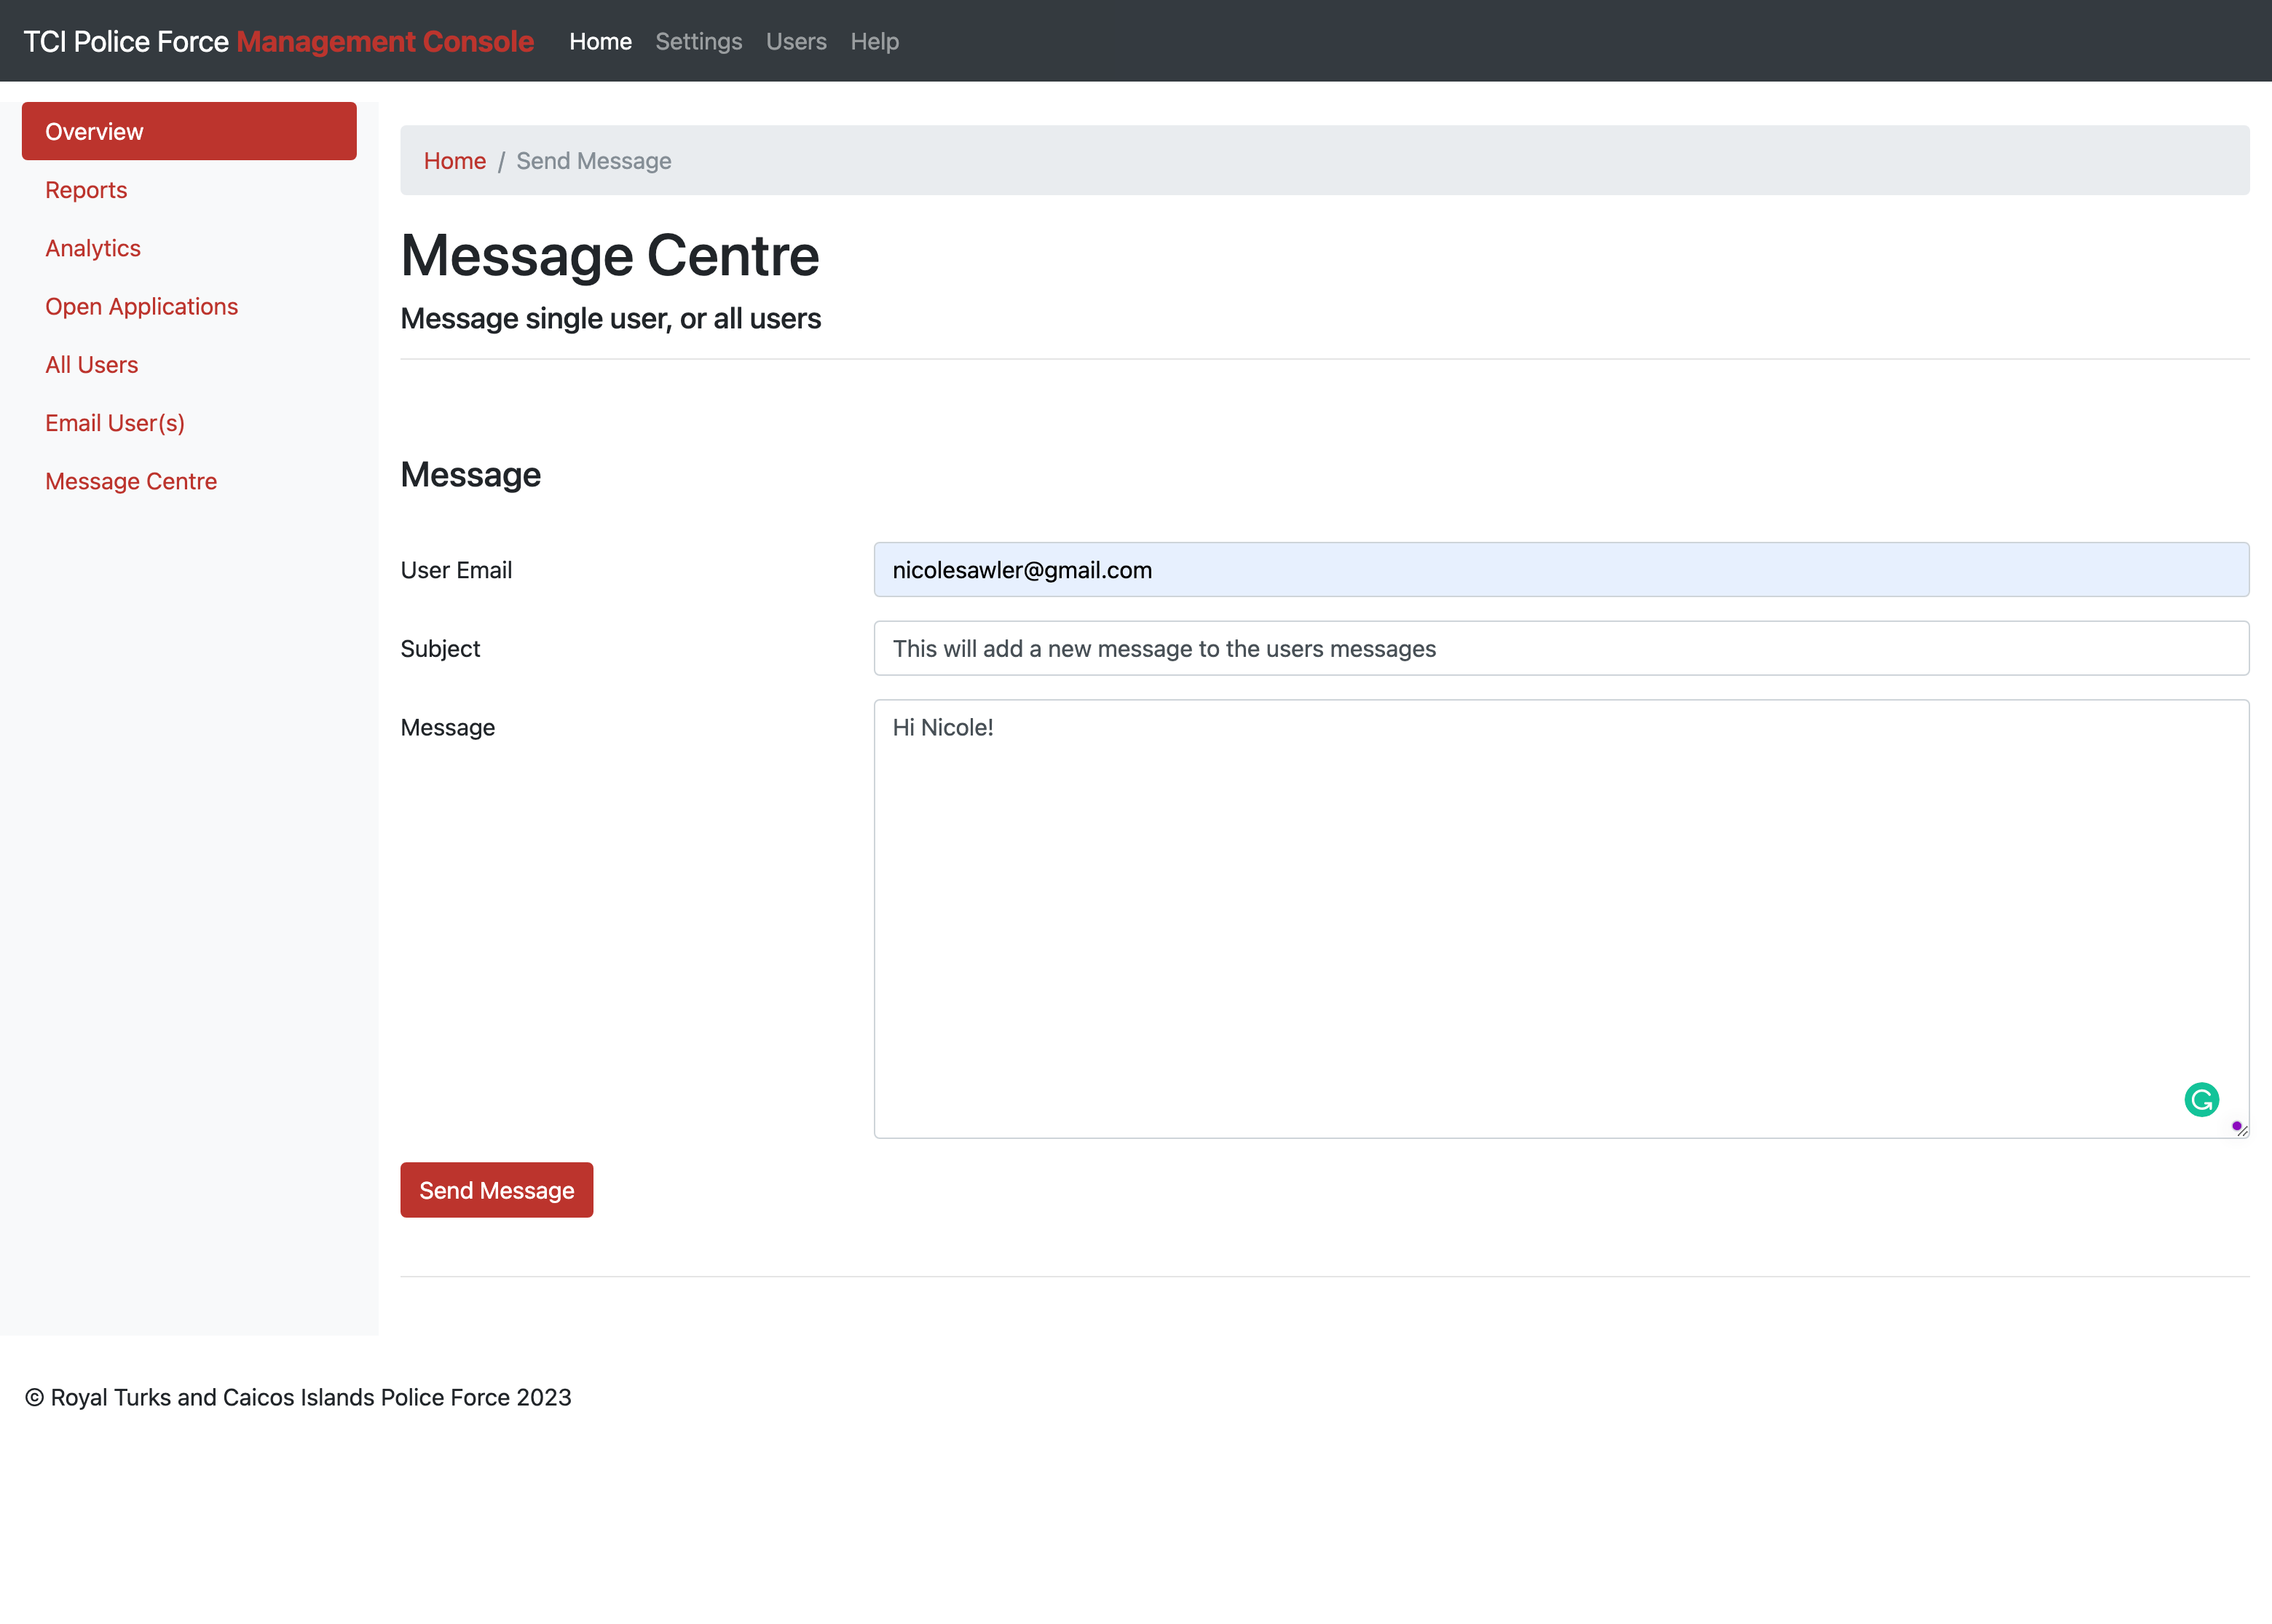 TCI Police Force Management Console Home Settings Users Help
Overview
Reports
Analytics
Open Applications
All Users
Email User(s)
Message Centre
Home / Send Message
Message Centre
Message single user, or all users
Message
User Email nicolesawler@gmail.com
Subject This will add a new message to the users messages
Message Hi Nicole!
Send Message
© Royal Turks and Caicos Islands Police Force 2023